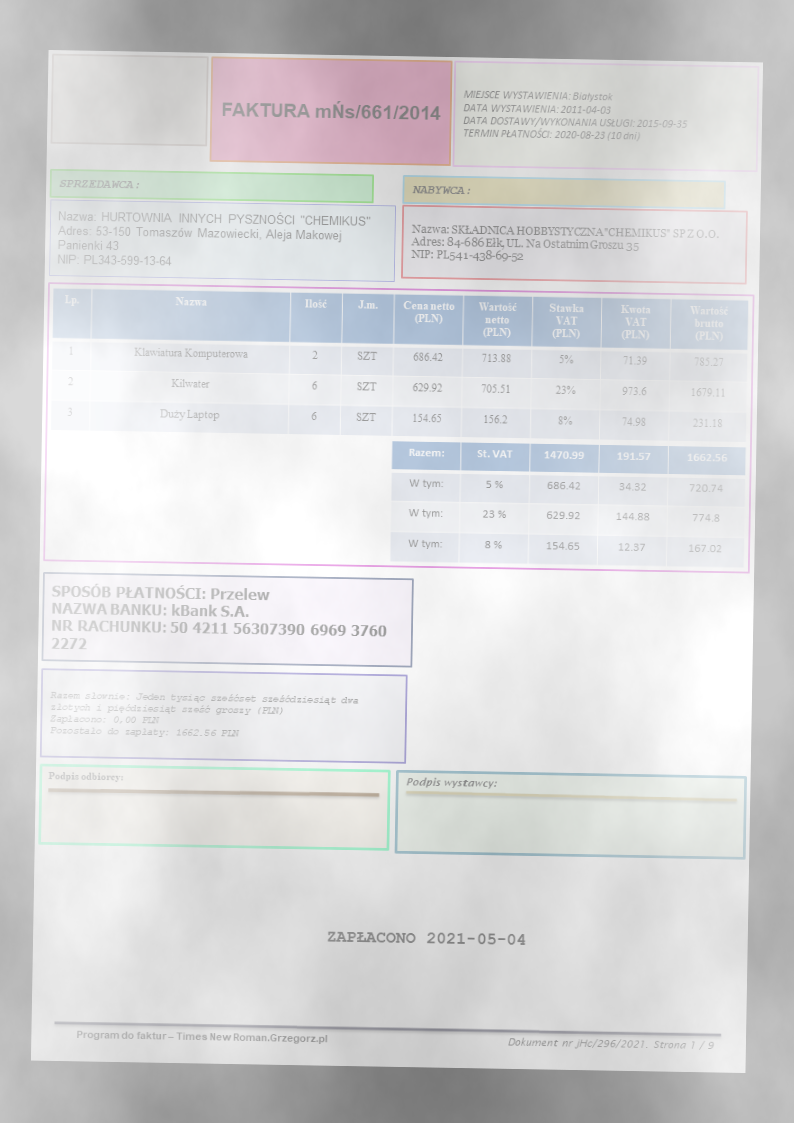 FAKTURA mŃs/661/2014
MIEJSCE WYSTAWIENIA: Białystok
DATA WYSTAWIENIA: 2011-04-03
DATA DOSTAWY/WYKONANIA USŁUGI: 2015-09-35
TERMIN PŁATNOŚCI: 2020-08-23 (10 dni)
SPRZEDAWCA:
Nazwa: HURTOWNIA INNYCH PYSZNOŚCI "CHEMIKUS"
Adres: 53-150 Tomaszów Mazowiecki, Aleja Makowej
Panienki 43
NIP: PL343-599-13-64
NABYWCA:
Nazwa: SKŁADNICA HOBBYSTYCZNA"CHEMIKUS" SP Z O.O.
Adres: 84-686 Ełk, UL. Na Ostatnim Groszu 35
NIP: PL541-438-69-52
Lp. Nazwa Ilość J.m. Cena netto (PLN) Wartość netto (PLN) Stawka VAT (PLN) Kwota VAT (PLN) Wartość brutto (PLN)
1 Klawiatura Komputerowa 2 SZT 686.42 713.88 5% 71.39 785.27
2 Kilwater 6 SZT 629.92 705.51 23% 973.6 1679.11
3 Duży Laptop 6 SZT 154.65 156.2 8% 74.98 231.18
Razem: St. VAT 1470.99 191.57 1662.56
W tym: 5 % 686.42 34.32 720.74
W tym: 23 % 629.92 144.88 774.8
W tym: 8 % 154.65 12.37 167.02
SPOSÓB PŁATNOŚCI: Przelew
NAZWA BANKU: kBank S.A.
NR RACHUNKU: 50 4211 56307390 6969 3760
2272
Razem słownie: Jeden tysiąc sześćset sześćdziesiąt dwa
złotych i pięćdziesiąt sześć groszy (PLN)
Zapłacono: 0,00 PLN
Pozostało do zapłaty: 1662.56 PLN
Podpis odbiorcy:
Podpis wystawcy:
ZAPŁACONO 2021-05-04
Program do faktur – Times New Roman.Grzegorz.pl
Dokument nr jHc/296/2021. Strona 1 / 9